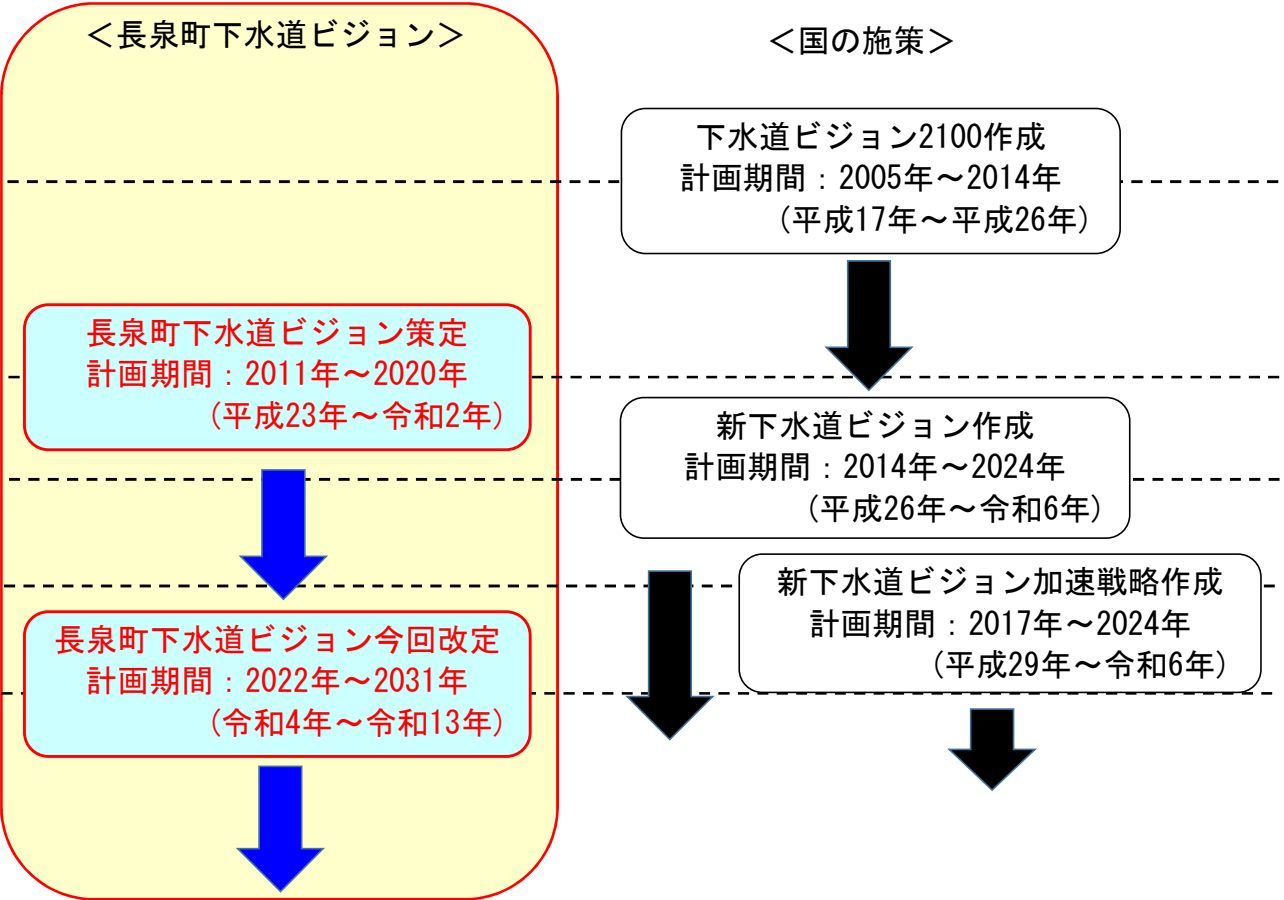 ＜長泉町下水道ビジョン＞
＜国の施策＞
下水道ビジョン2100作成
計画期間：2005年～2014年
(平成17年～平成26年)
長泉町下水道ビジョン策定
計画期間：2011年～2020年
(平成23年～令和2年)
新下水道ビジョン作成
計画期間：2014年～2024年
(平成26年～令和6年)
新下水道ビジョン加速戦略作成
計画期間：2017年～2024年
(平成29年～令和6年)
長泉町下水道ビジョン今回改定
計画期間：2022年～2031年
(令和4年～令和13年)